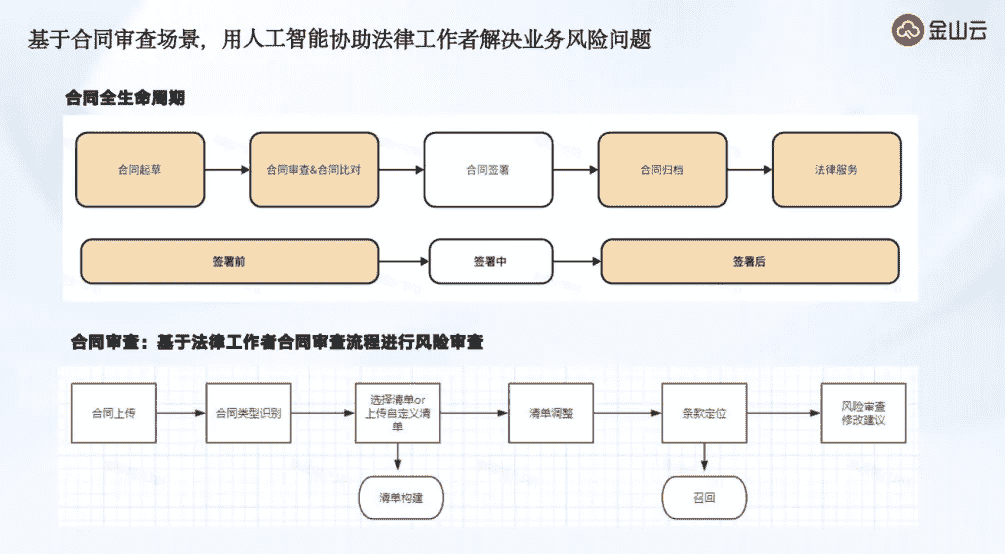 基于合同审查场景，用人工智能协助法律工作者解决业务风险问题
金山云
合同全生命周期
合同起草
合同审查&合同比对
合同签署
合同归档
法律服务
签署前
签署中
签署后
合同审查：基于法律工作者合同审查流程进行风险审查
合同上传
合同类型识别
选择清单or
上传自定义清
单
清单调整
条款定位
风险审查
修改建议
清单构建
召回